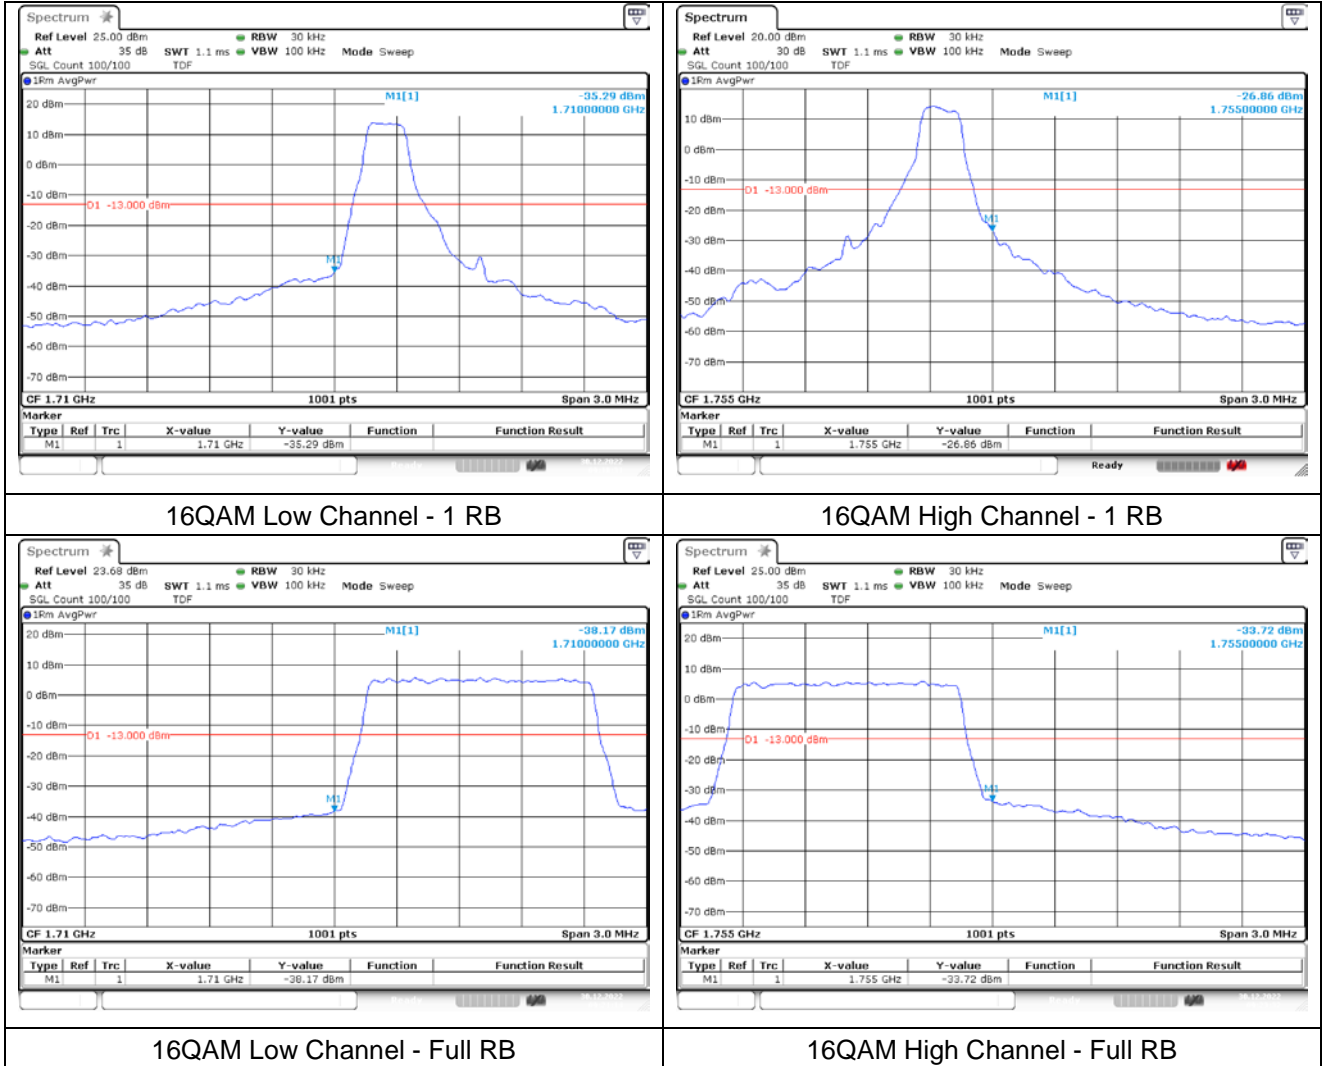 Spectrum
Ref Level 25.00 dBm RBW 30 kHz
Att 35 dB SWT 1.1 ms VBW 100 kHz Mode Sweep
SGL Count 100/100 TDF
1Rm AvgPwr
M1[1] -35.29 dBm
1.71000000 GHz
20 dBm
10 dBm
0 dBm
-10 dBm
D1 -13.000 dBm
-20 dBm
-30 dBm
M1
-40 dBm
-50 dBm
-60 dBm
-70 dBm
CF 1.71 GHz 1001 pts Span 3.0 MHz
Marker
Type Ref Trc X-value Y-value Function Function Result
M1 1 1.71 GHz -35.29 dBm
Spectrum
Ref Level 20.00 dBm RBW 30 kHz
Att 30 dB SWT 1.1 ms VBW 100 kHz Mode Sweep
SGL Count 100/100 TDF
1Rm AvgPwr
M1[1] -26.86 dBm
1.75500000 GHz
10 dBm
0 dBm
-10 dBm
D1 -13.000 dBm
-20 dBm
M1
-30 dBm
-40 dBm
-50 dBm
-60 dBm
-70 dBm
CF 1.755 GHz 1001 pts Span 3.0 MHz
Marker
Type Ref Trc X-value Y-value Function Function Result
M1 1 1.755 GHz -26.86 dBm
Ready
16QAM Low Channel - 1 RB
16QAM High Channel - 1 RB
Spectrum
Ref Level 23.68 dBm RBW 30 kHz
Att 35 dB SWT 1.1 ms VBW 100 kHz Mode Sweep
SGL Count 100/100 TDF
1Rm AvgPwr
M1[1] -38.17 dBm
1.71000000 GHz
20 dBm
10 dBm
0 dBm
-10 dBm
D1 -13.000 dBm
-20 dBm
-30 dBm
M1
-40 dBm
-50 dBm
-60 dBm
-70 dBm
CF 1.71 GHz 1001 pts Span 3.0 MHz
Marker
Type Ref Trc X-value Y-value Function Function Result
M1 1 1.71 GHz -38.17 dBm
Spectrum
Ref Level 25.00 dBm RBW 30 kHz
Att 35 dB SWT 1.1 ms VBW 100 kHz Mode Sweep
SGL Count 100/100 TDF
1Rm AvgPwr
M1[1] -33.72 dBm
1.75500000 GHz
20 dBm
10 dBm
0 dBm
-10 dBm
D1 -13.000 dBm
-20 dBm
-30 dBm
M1
-40 dBm
-50 dBm
-60 dBm
-70 dBm
CF 1.755 GHz 1001 pts Span 3.0 MHz
Marker
Type Ref Trc X-value Y-value Function Function Result
M1 1 1.755 GHz -33.72 dBm
16QAM Low Channel - Full RB
16QAM High Channel - Full RB